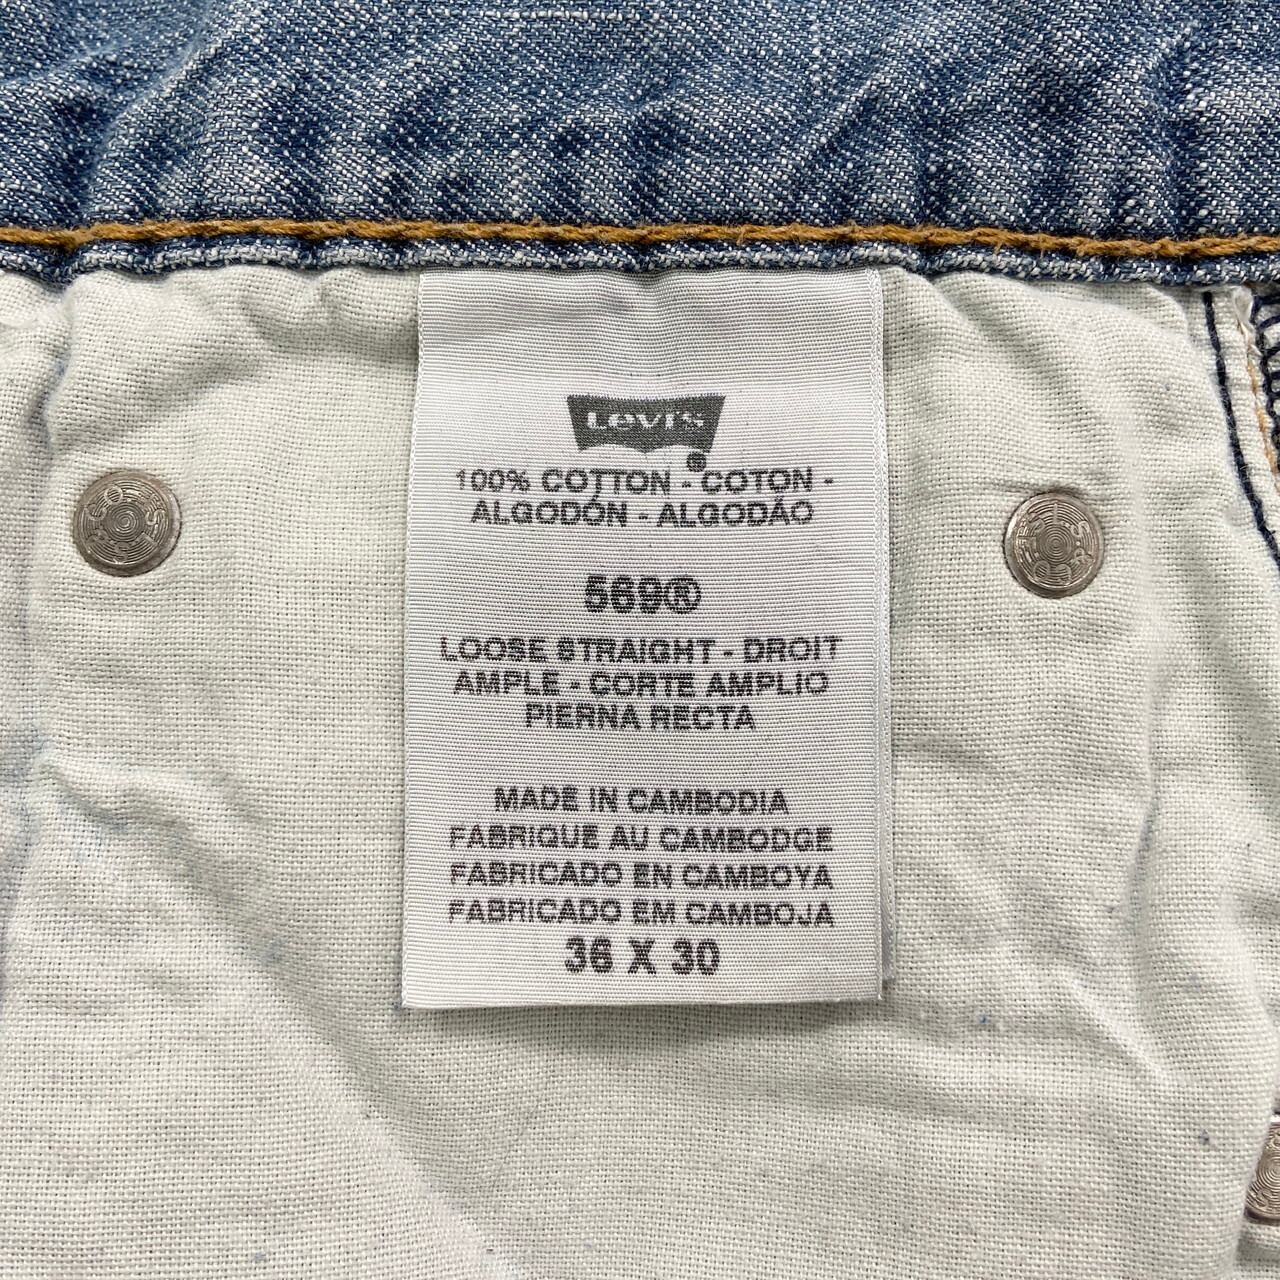 Levi's
®
100% COTTON - COTON -
ALGODÓN - ALGODÃO
569®
LOOSE STRAIGHT - DROIT
AMPLE - CORTE AMPLIO
PIERNA RECTA
MADE IN CAMBODIA
FABRIQUE AU CAMBODGE
FABRICADO EN CAMBOYA
FABRICADO EM CAMBOJA
36 X 30